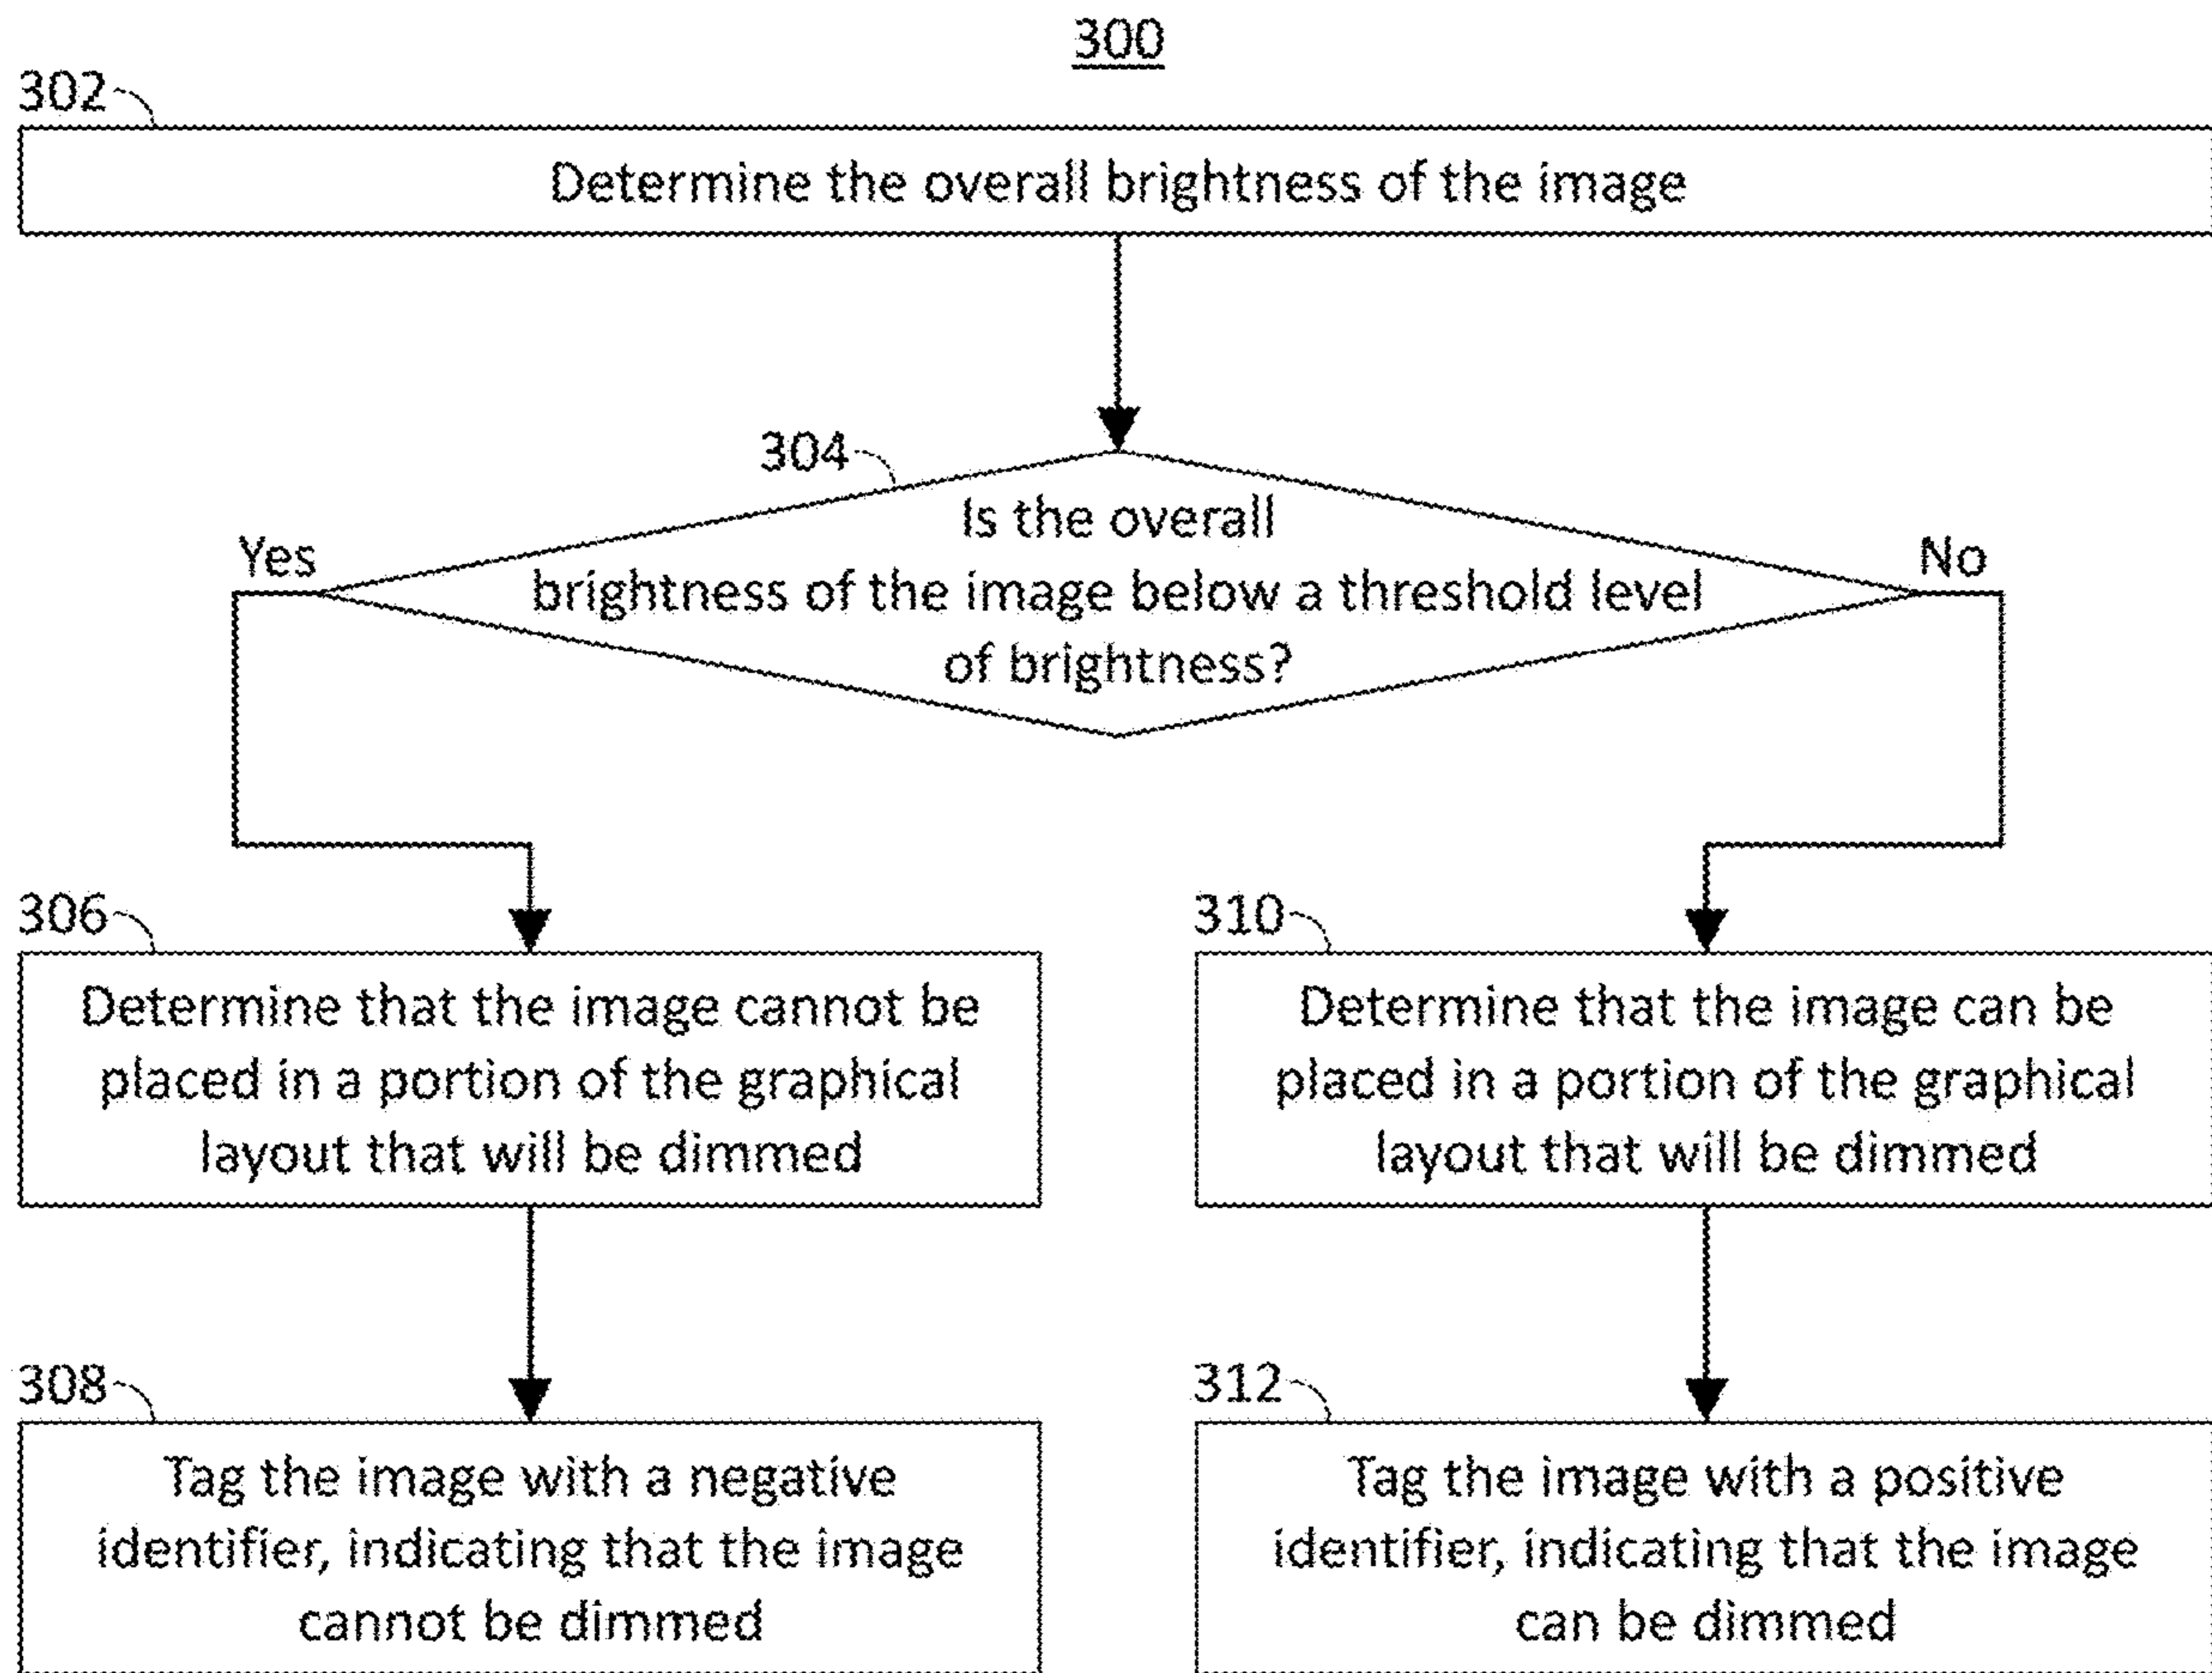 300
302
Determine the overall brightness of the image
304
Is the overall
brightness of the image below a threshold level
of brightness?
Yes
No
306
Determine that the image cannot be
placed in a portion of the graphical
layout that will be dimmed
310
Determine that the image can be
placed in a portion of the graphical
layout that will be dimmed
308
Tag the image with a negative
identifier, indicating that the image
cannot be dimmed
312
Tag the image with a positive
identifier, indicating that the image
can be dimmed